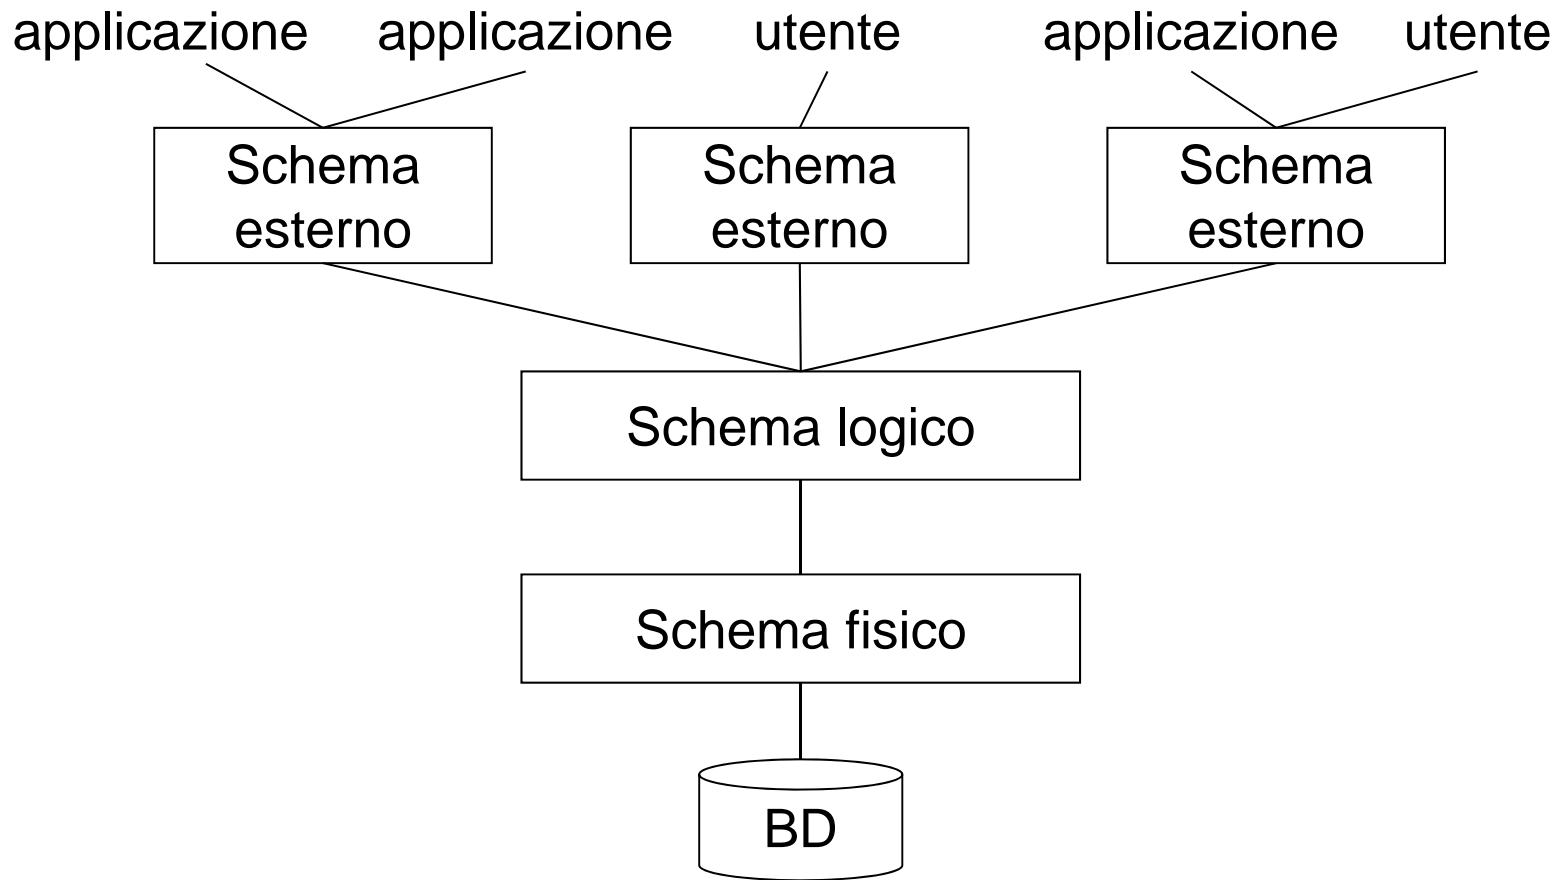 applicazione applicazione utente applicazione utente
Schema
esterno
Schema
esterno
Schema
esterno
Schema logico
Schema fisico
BD